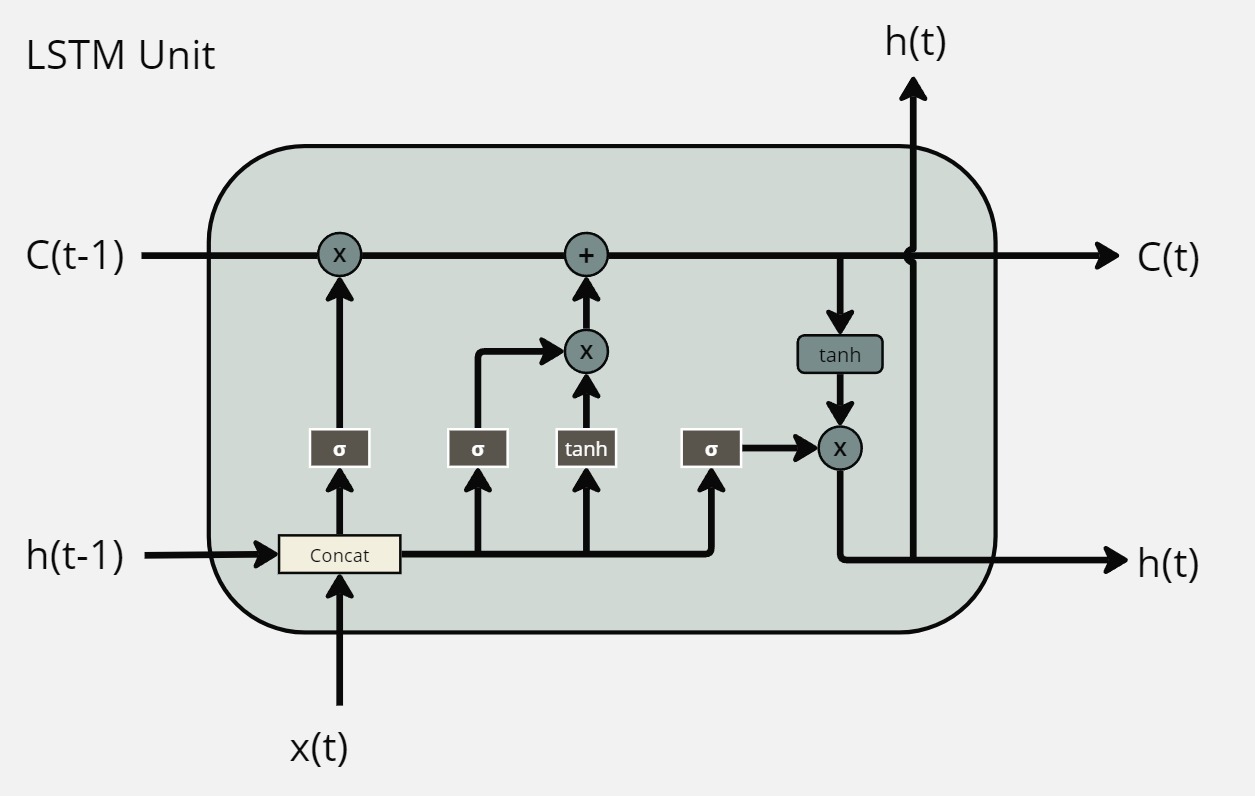 LSTM Unit
h(t)
C(t-1)
x
+
C(t)
x
tanh
σ
σ
tanh
σ
x
h(t-1)
Concat
h(t)
x(t)